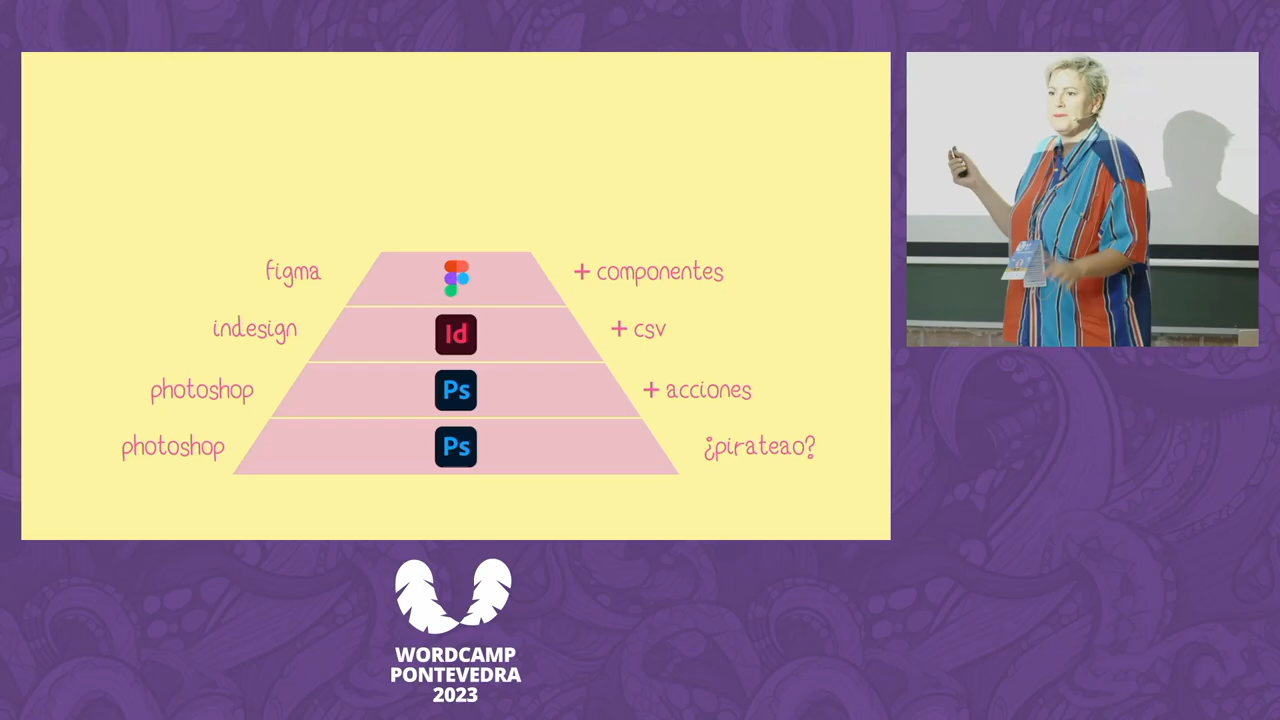 figma
+ componentes
Id
indesign
+ csv
Ps
photoshop
+ acciones
Ps
photoshop
¿pirateao?
WORDCAMP
PONTEVEDRA
2023